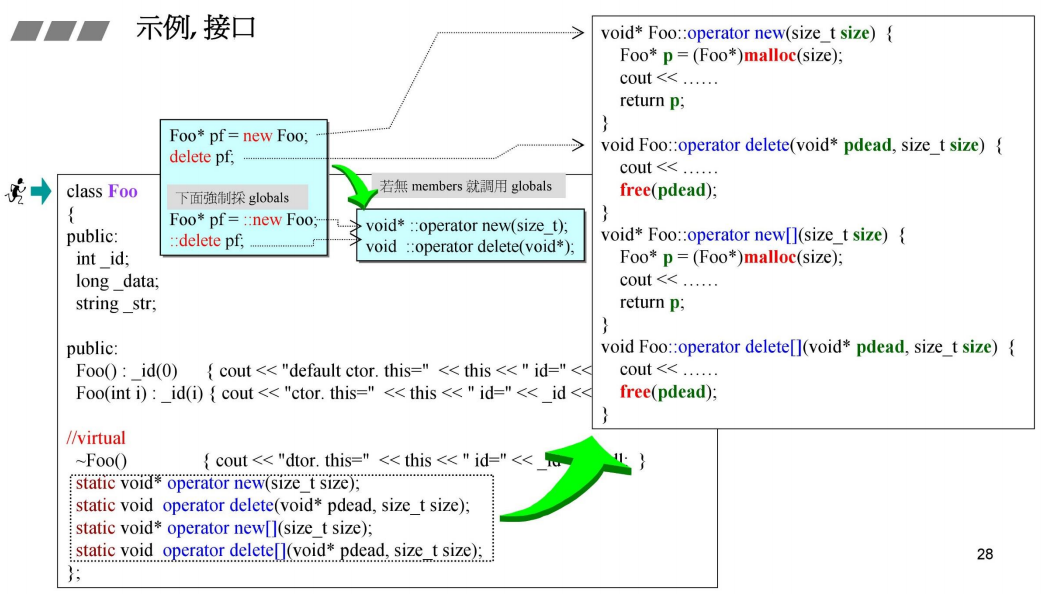 示例, 接口
Foo* pf = new Foo;
delete pf;
下面強制採 globals
Foo* pf = ::new Foo;
::delete pf;
若無 members 就調用 globals
void* ::operator new(size_t);
void ::operator delete(void*);
class Foo
{
public:
int _id;
long _data;
string _str;
public:
Foo() : _id(0) { cout << "default ctor. this=" << this << " id=" <<
Foo(int i) : _id(i) { cout << "ctor. this=" << this << " id=" << _id <<
//virtual
~Foo() { cout << "dtor. this=" << this << " id=" <<
static void* operator new(size_t size);
static void operator delete(void* pdead, size_t size);
static void* operator new[](size_t size);
static void operator delete[](void* pdead, size_t size);
};
void* Foo::operator new(size_t size) {
Foo* p = (Foo*)malloc(size);
cout << ……
return p;
}
void Foo::operator delete(void* pdead, size_t size) {
cout << ……
free(pdead);
}
void* Foo::operator new[](size_t size) {
Foo* p = (Foo*)malloc(size);
cout << ……
return p;
}
void Foo::operator delete[](void* pdead, size_t size) {
cout << ……
free(pdead);
}
28